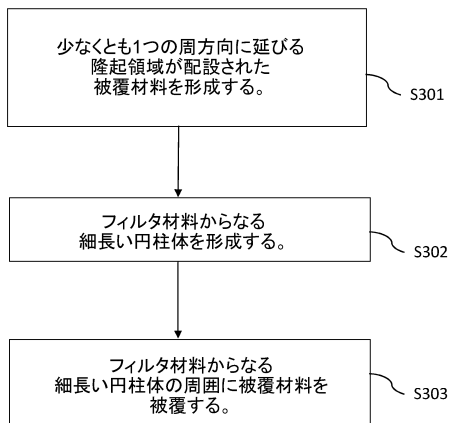 少なくとも1つの周方向に延びる
隆起領域が配設された
被覆材料を形成する。
S301
フィルタ材料からなる
細長い円柱体を形成する。
S302
フィルタ材料からなる
細長い円柱体の周囲に被覆材料を
被覆する。
S303